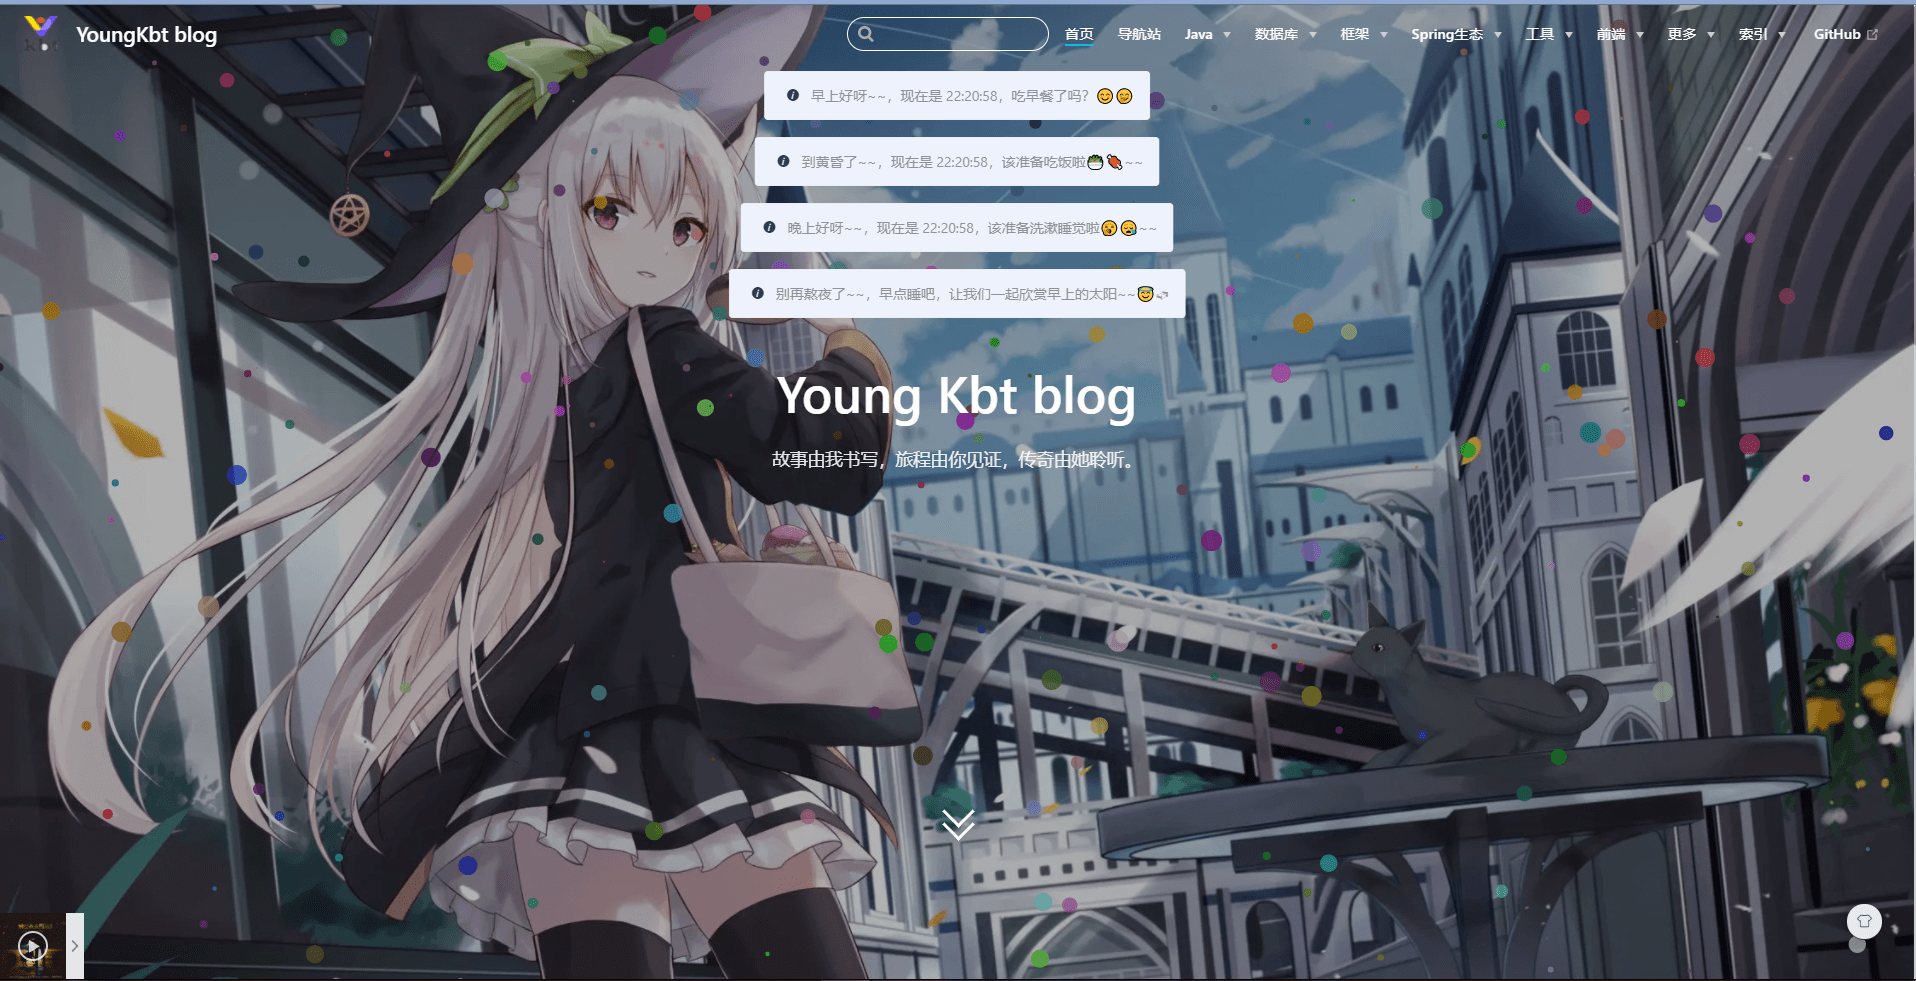 YoungKbt blog
首页 导航站 Java 数据库 框架 Spring生态 工具 前端 更多 索引 GitHub
早上好呀~~，现在是 22:20:58，吃早餐了吗？😊🤭
到黄昏了~~，现在是 22:20:58，该准备吃饭啦🥗🍖~~
晚上好呀~~，现在是 22:20:58，该准备洗漱睡觉啦🥱😪~~
别再熬夜了~~，早点睡吧，让我们一起欣赏早上的太阳~~😇
Young Kbt blog
故事由我书写，旅程由你见证，传奇由她聆听。